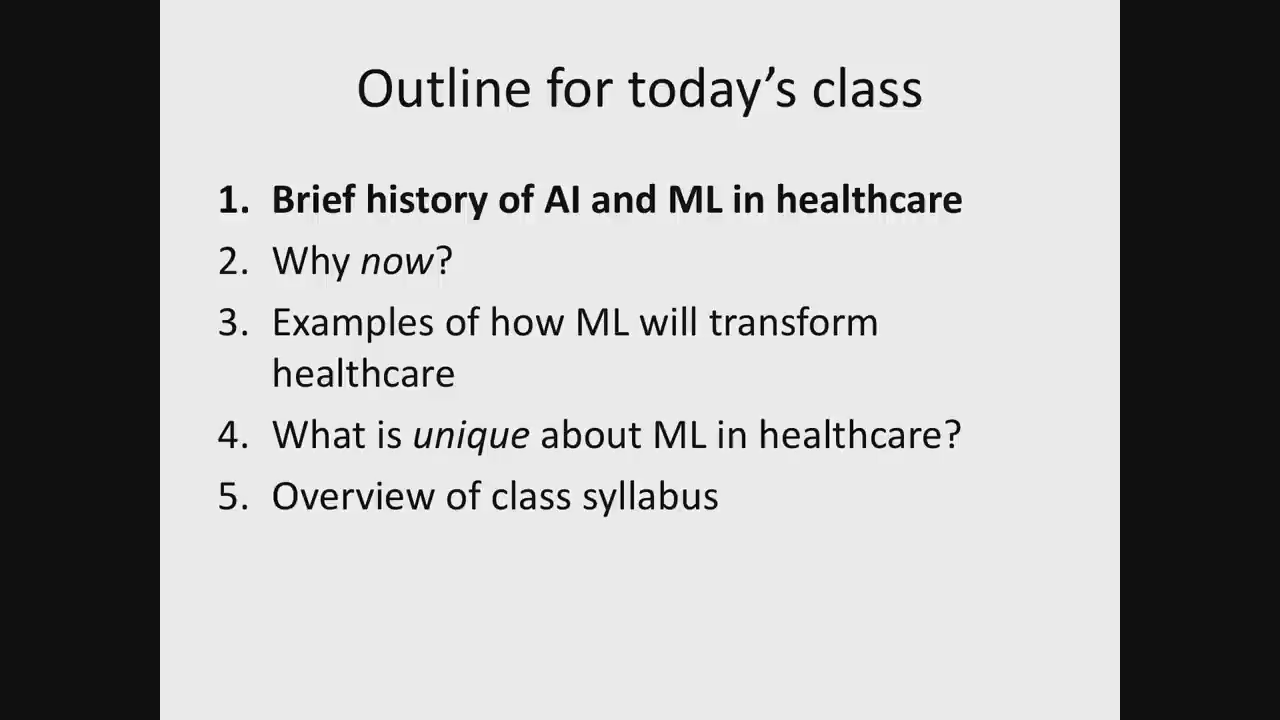 Outline for today’s class
1. Brief history of AI and ML in healthcare
2. Why now?
3. Examples of how ML will transform
healthcare
4. What is unique about ML in healthcare?
5. Overview of class syllabus